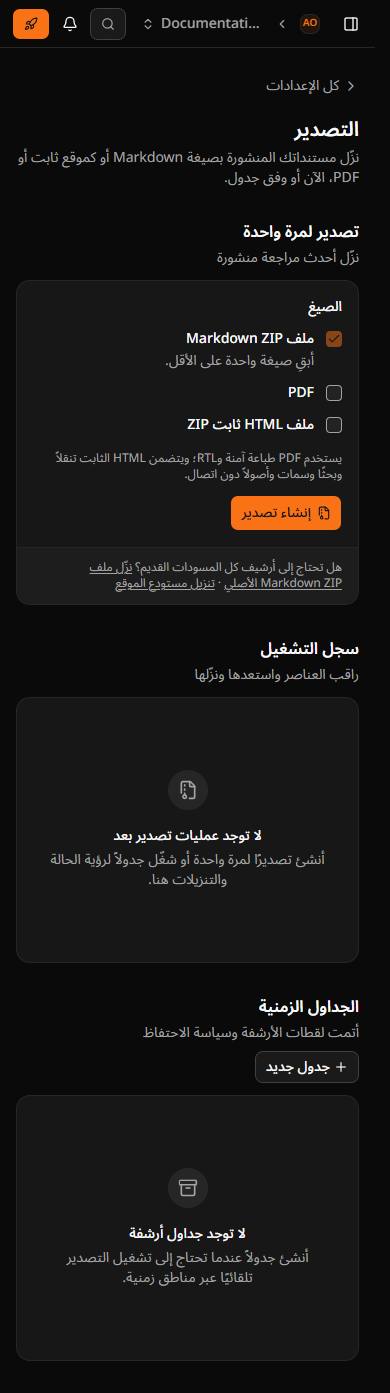 Documentati...
AO
كل الإعدادات
التصدير
نزّل مستنداتك المنشورة بصيغة Markdown أو كموقع ثابت أو
PDF، الآن أو وفق جدول.
تصدير لمرة واحدة
نزّل أحدث مراجعة منشورة
الصيغ
ملف Markdown ZIP
أبقِ صيغة واحدة على الأقل.
PDF
ملف HTML ثابت ZIP
يستخدم PDF طباعة آمنة وRTL؛ ويتضمن HTML الثابت تنقلاً
وبحثًا وسمات وأصولاً دون اتصال.
إنشاء تصدير
هل تحتاج إلى أرشيف كل المسودات القديم؟ نزّل ملف
Markdown ZIP الأصلي · تنزيل مستودع الموقع
سجل التشغيل
راقب العناصر واستعدها ونزّلها
لا توجد عمليات تصدير بعد
أنشئ تصديرًا لمرة واحدة أو شغّل جدولاً لرؤية الحالة
والتنزيلات هنا.
الجداول الزمنية
أتمت لقطات الأرشفة وسياسة الاحتفاظ
جدول جديد
لا توجد جداول أرشفة
أنشئ جدولاً عندما تحتاج إلى تشغيل التصدير
تلقائيًا عبر مناطق زمنية.